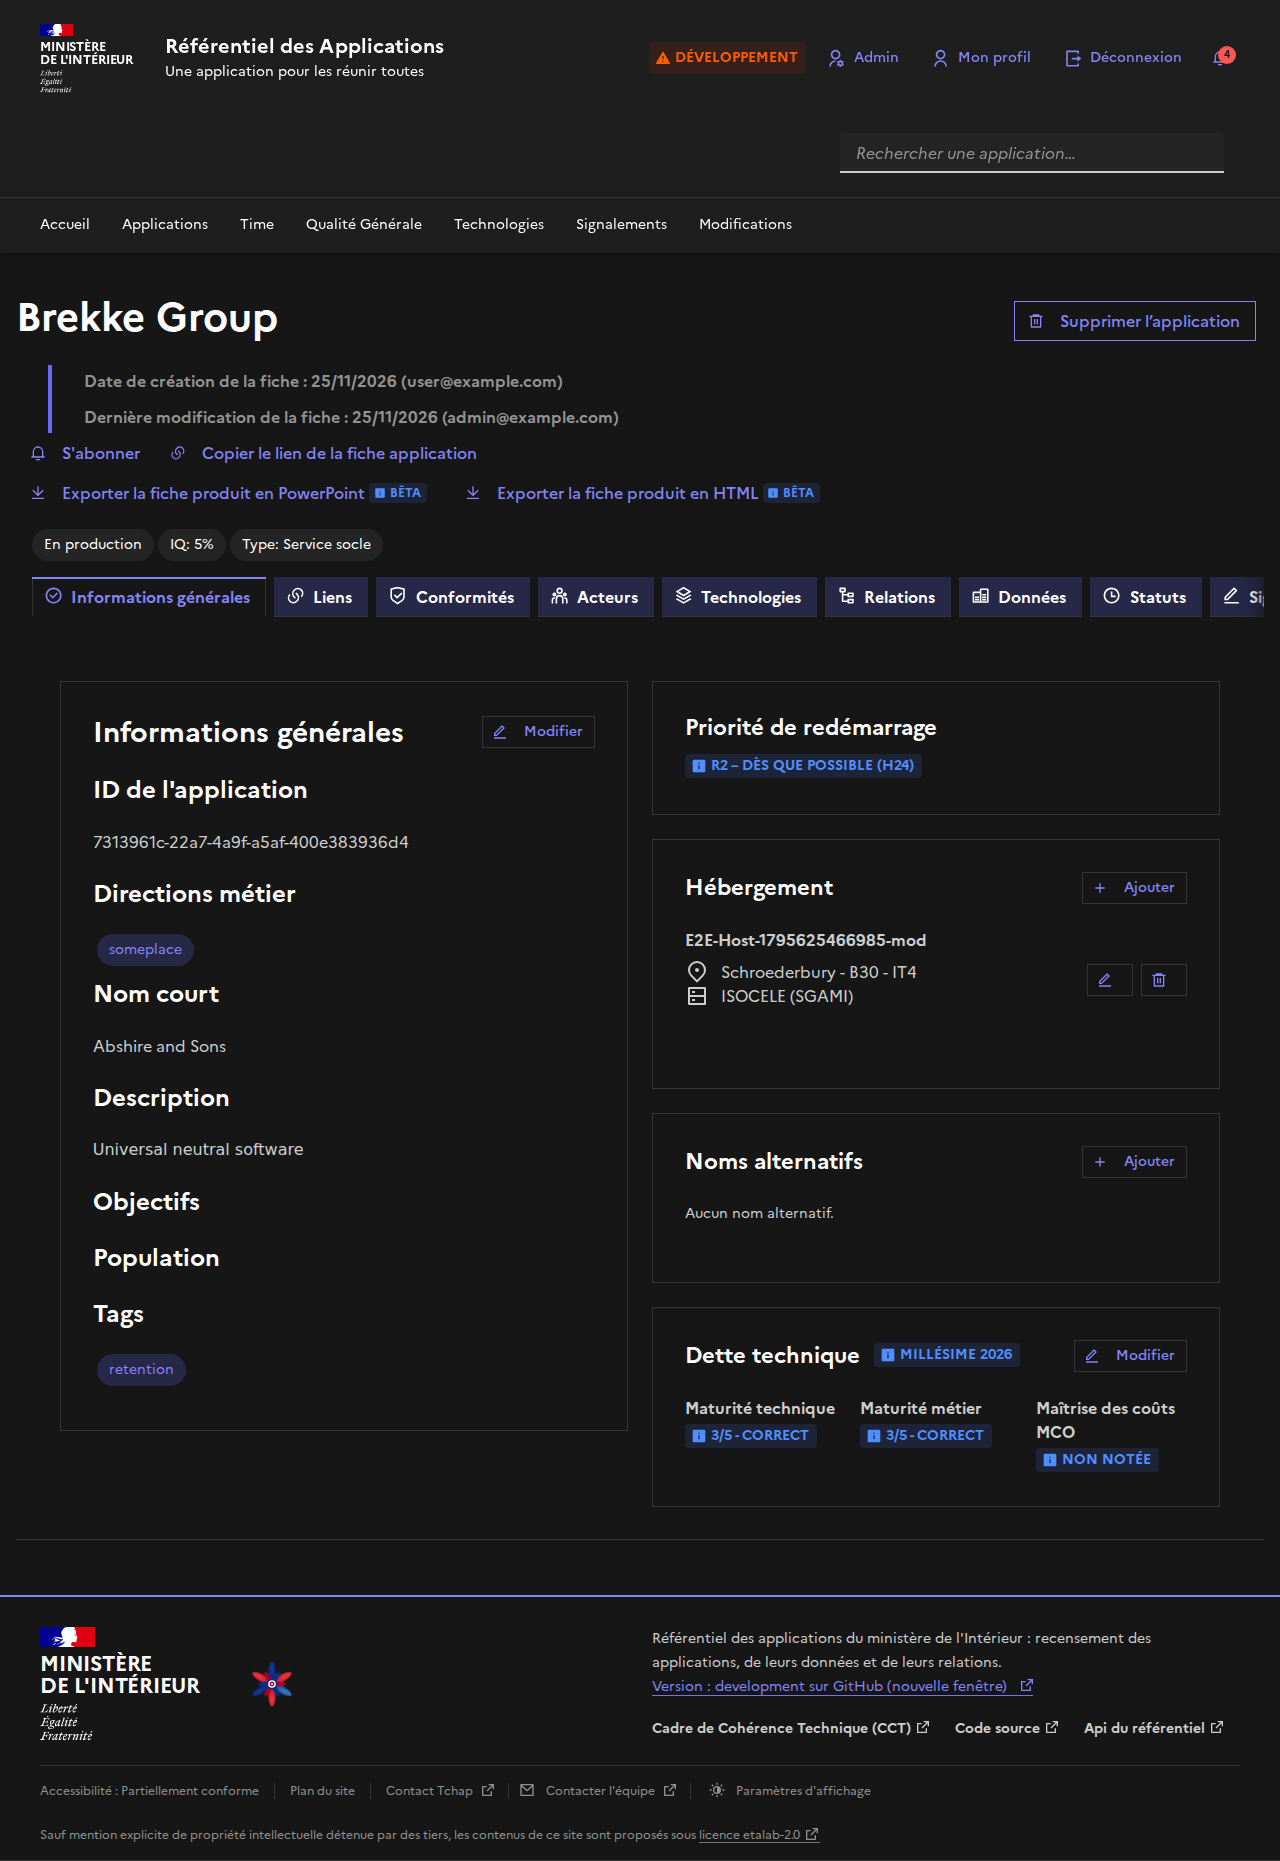 MINISTÈRE
DE L'INTÉRIEUR
Liberté
Égalité
Fraternité
Référentiel des Applications
Une application pour les réunir toutes
DÉVELOPPEMENT
Admin
Mon profil
Déconnexion
4
Rechercher une application…
Accueil
Applications
Time
Qualité Générale
Technologies
Signalements
Modifications
Brekke Group
Supprimer l’application
Date de création de la fiche : 25/11/2026 (user@example.com)
Dernière modification de la fiche : 25/11/2026 (admin@example.com)
S'abonner
Copier le lien de la fiche application
Exporter la fiche produit en PowerPoint BÊTA
Exporter la fiche produit en HTML BÊTA
En production
IQ: 5%
Type: Service socle
Informations générales
Liens
Conformités
Acteurs
Technologies
Relations
Données
Statuts
Informations générales
Modifier
ID de l'application
7313961c-22a7-4a9f-a5af-400e383936d4
Directions métier
someplace
Nom court
Abshire and Sons
Description
Universal neutral software
Objectifs
Population
Tags
retention
Priorité de redémarrage
R2 – DÈS QUE POSSIBLE (H24)
Hébergement
Ajouter
E2E-Host-1795625466985-mod
Schroederbury - B30 - IT4
ISOCELE (SGAMI)
Noms alternatifs
Ajouter
Aucun nom alternatif.
Dette technique
MILLÉSIME 2026
Modifier
Maturité technique
3/5 - CORRECT
Maturité métier
3/5 - CORRECT
Maîtrise des coûts
MCO
NON NOTÉE
MINISTÈRE
DE L'INTÉRIEUR
Liberté
Égalité
Fraternité
Référentiel des applications du ministère de l'Intérieur : recensement des
applications, de leurs données et de leurs relations.
Version : development sur GitHub (nouvelle fenêtre)
Cadre de Cohérence Technique (CCT)
Code source
Api du référentiel
Accessibilité : Partiellement conforme
Plan du site
Contact Tchap
Contacter l'équipe
Paramètres d'affichage
Sauf mention explicite de propriété intellectuelle détenue par des tiers, les contenus de ce site sont proposés sous licence etalab-2.0